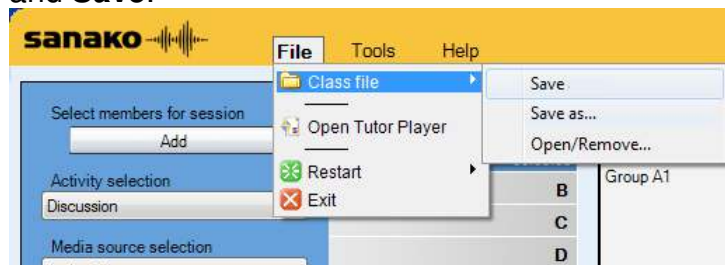 and Save.
sanako
File Tools Help
Class file
Save
Save as...
Open/Remove...
Select members for session
Add
Open Tutor Player
Restart
Exit
Activity selection
Discussion
Media source selection
B
C
D
Group A1